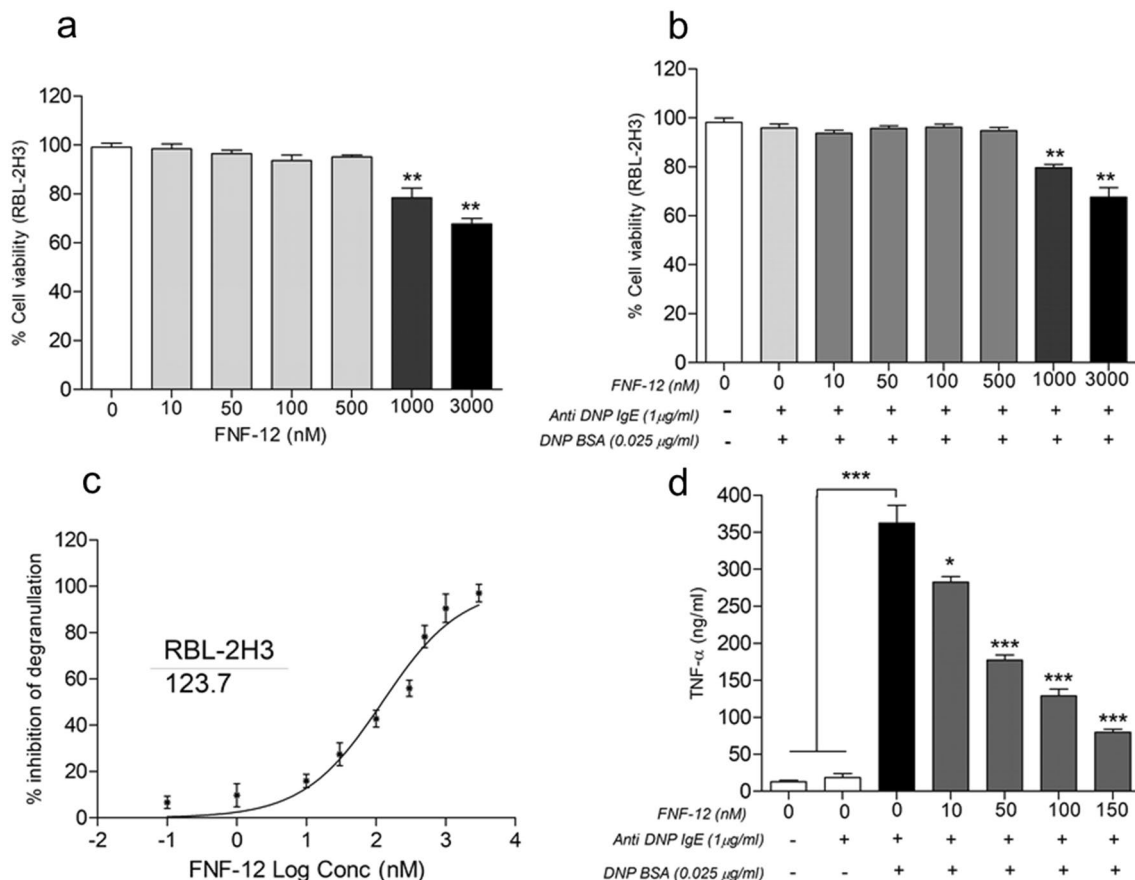 a
% Cell viability (RBL-2H3)
120
100
80
60
40
20
0
** **
0 10 50 100 500 1000 3000
FNF-12 (nM)
b
% Cell viability (RBL-2H3)
120
100
80
60
40
20
0
** **
FNF-12 (nM) 0 0 10 50 100 500 1000 3000
Anti DNP IgE (1μg/ml) - + + + + + + +
DNP BSA (0.025 μg/ml) - + + + + + + +
c
% inhibition of degranullation
120
100
80
60
40
20
0
RBL-2H3
123.7
-2 -1 0 1 2 3 4
FNF-12 Log Conc (nM)
d
TNF-α (ng/ml)
400
350
300
250
200
150
100
50
0
***
*
***
***
***
FNF-12 (nM) 0 0 0 10 50 100 150
Anti DNP IgE (1μg/ml) - + + + + + +
DNP BSA (0.025 μg/ml) - - + + + + +